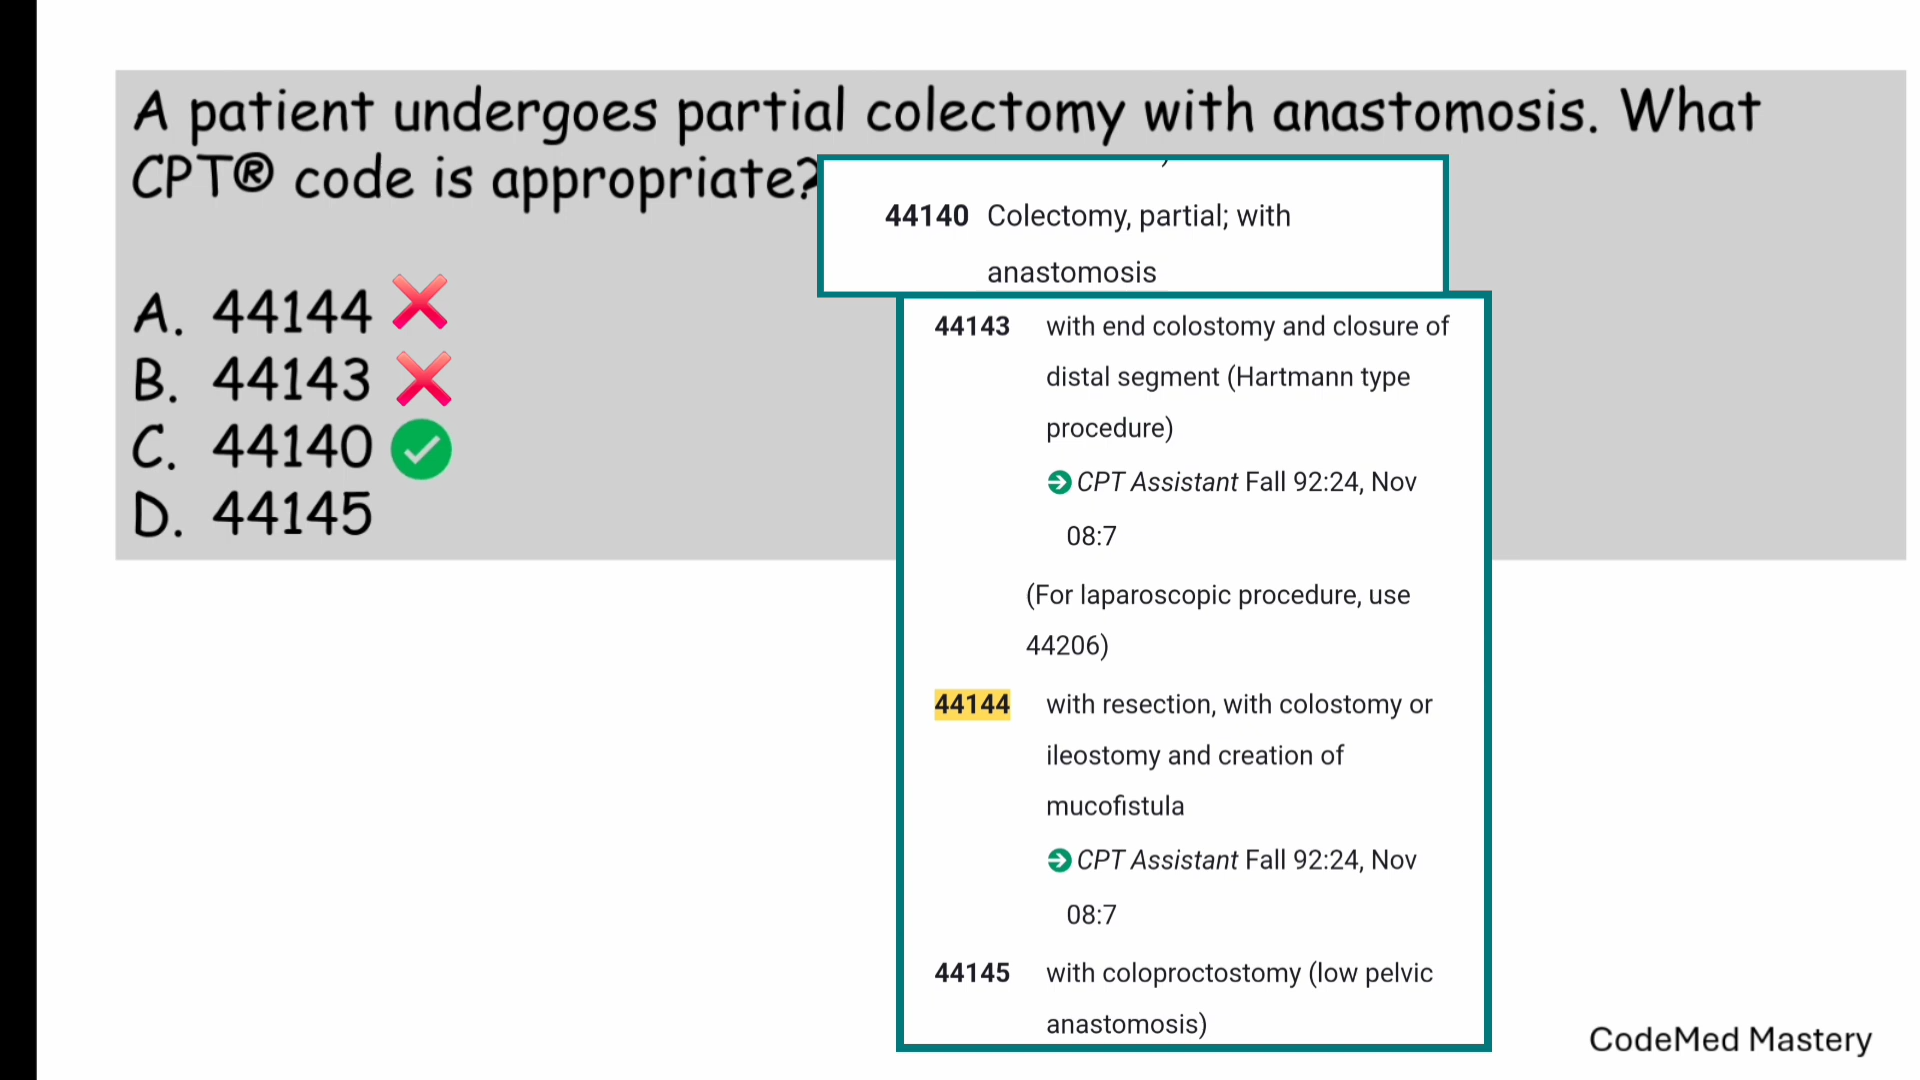 A patient undergoes partial colectomy with anastomosis. What
CPT® code is appropriate?
A. 44144
B. 44143
C. 44140
D. 44145
44140 Colectomy, partial; with
anastomosis
44143 with end colostomy and closure of
distal segment (Hartmann type
procedure)
CPT Assistant Fall 92:24, Nov
08:7
(For laparoscopic procedure, use
44206)
44144 with resection, with colostomy or
ileostomy and creation of
mucofistula
CPT Assistant Fall 92:24, Nov
08:7
44145 with coloproctostomy (low pelvic
anastomosis)
CodeMed Mastery